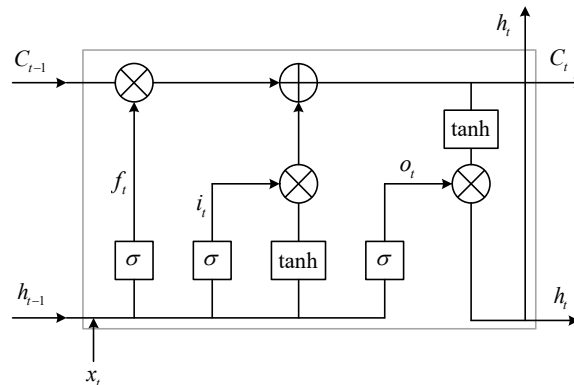 h_t
C_{t-1}
C_t
tanh
f_t
i_t
o_t
σ
σ
tanh
σ
h_{t-1}
h_t
x_t